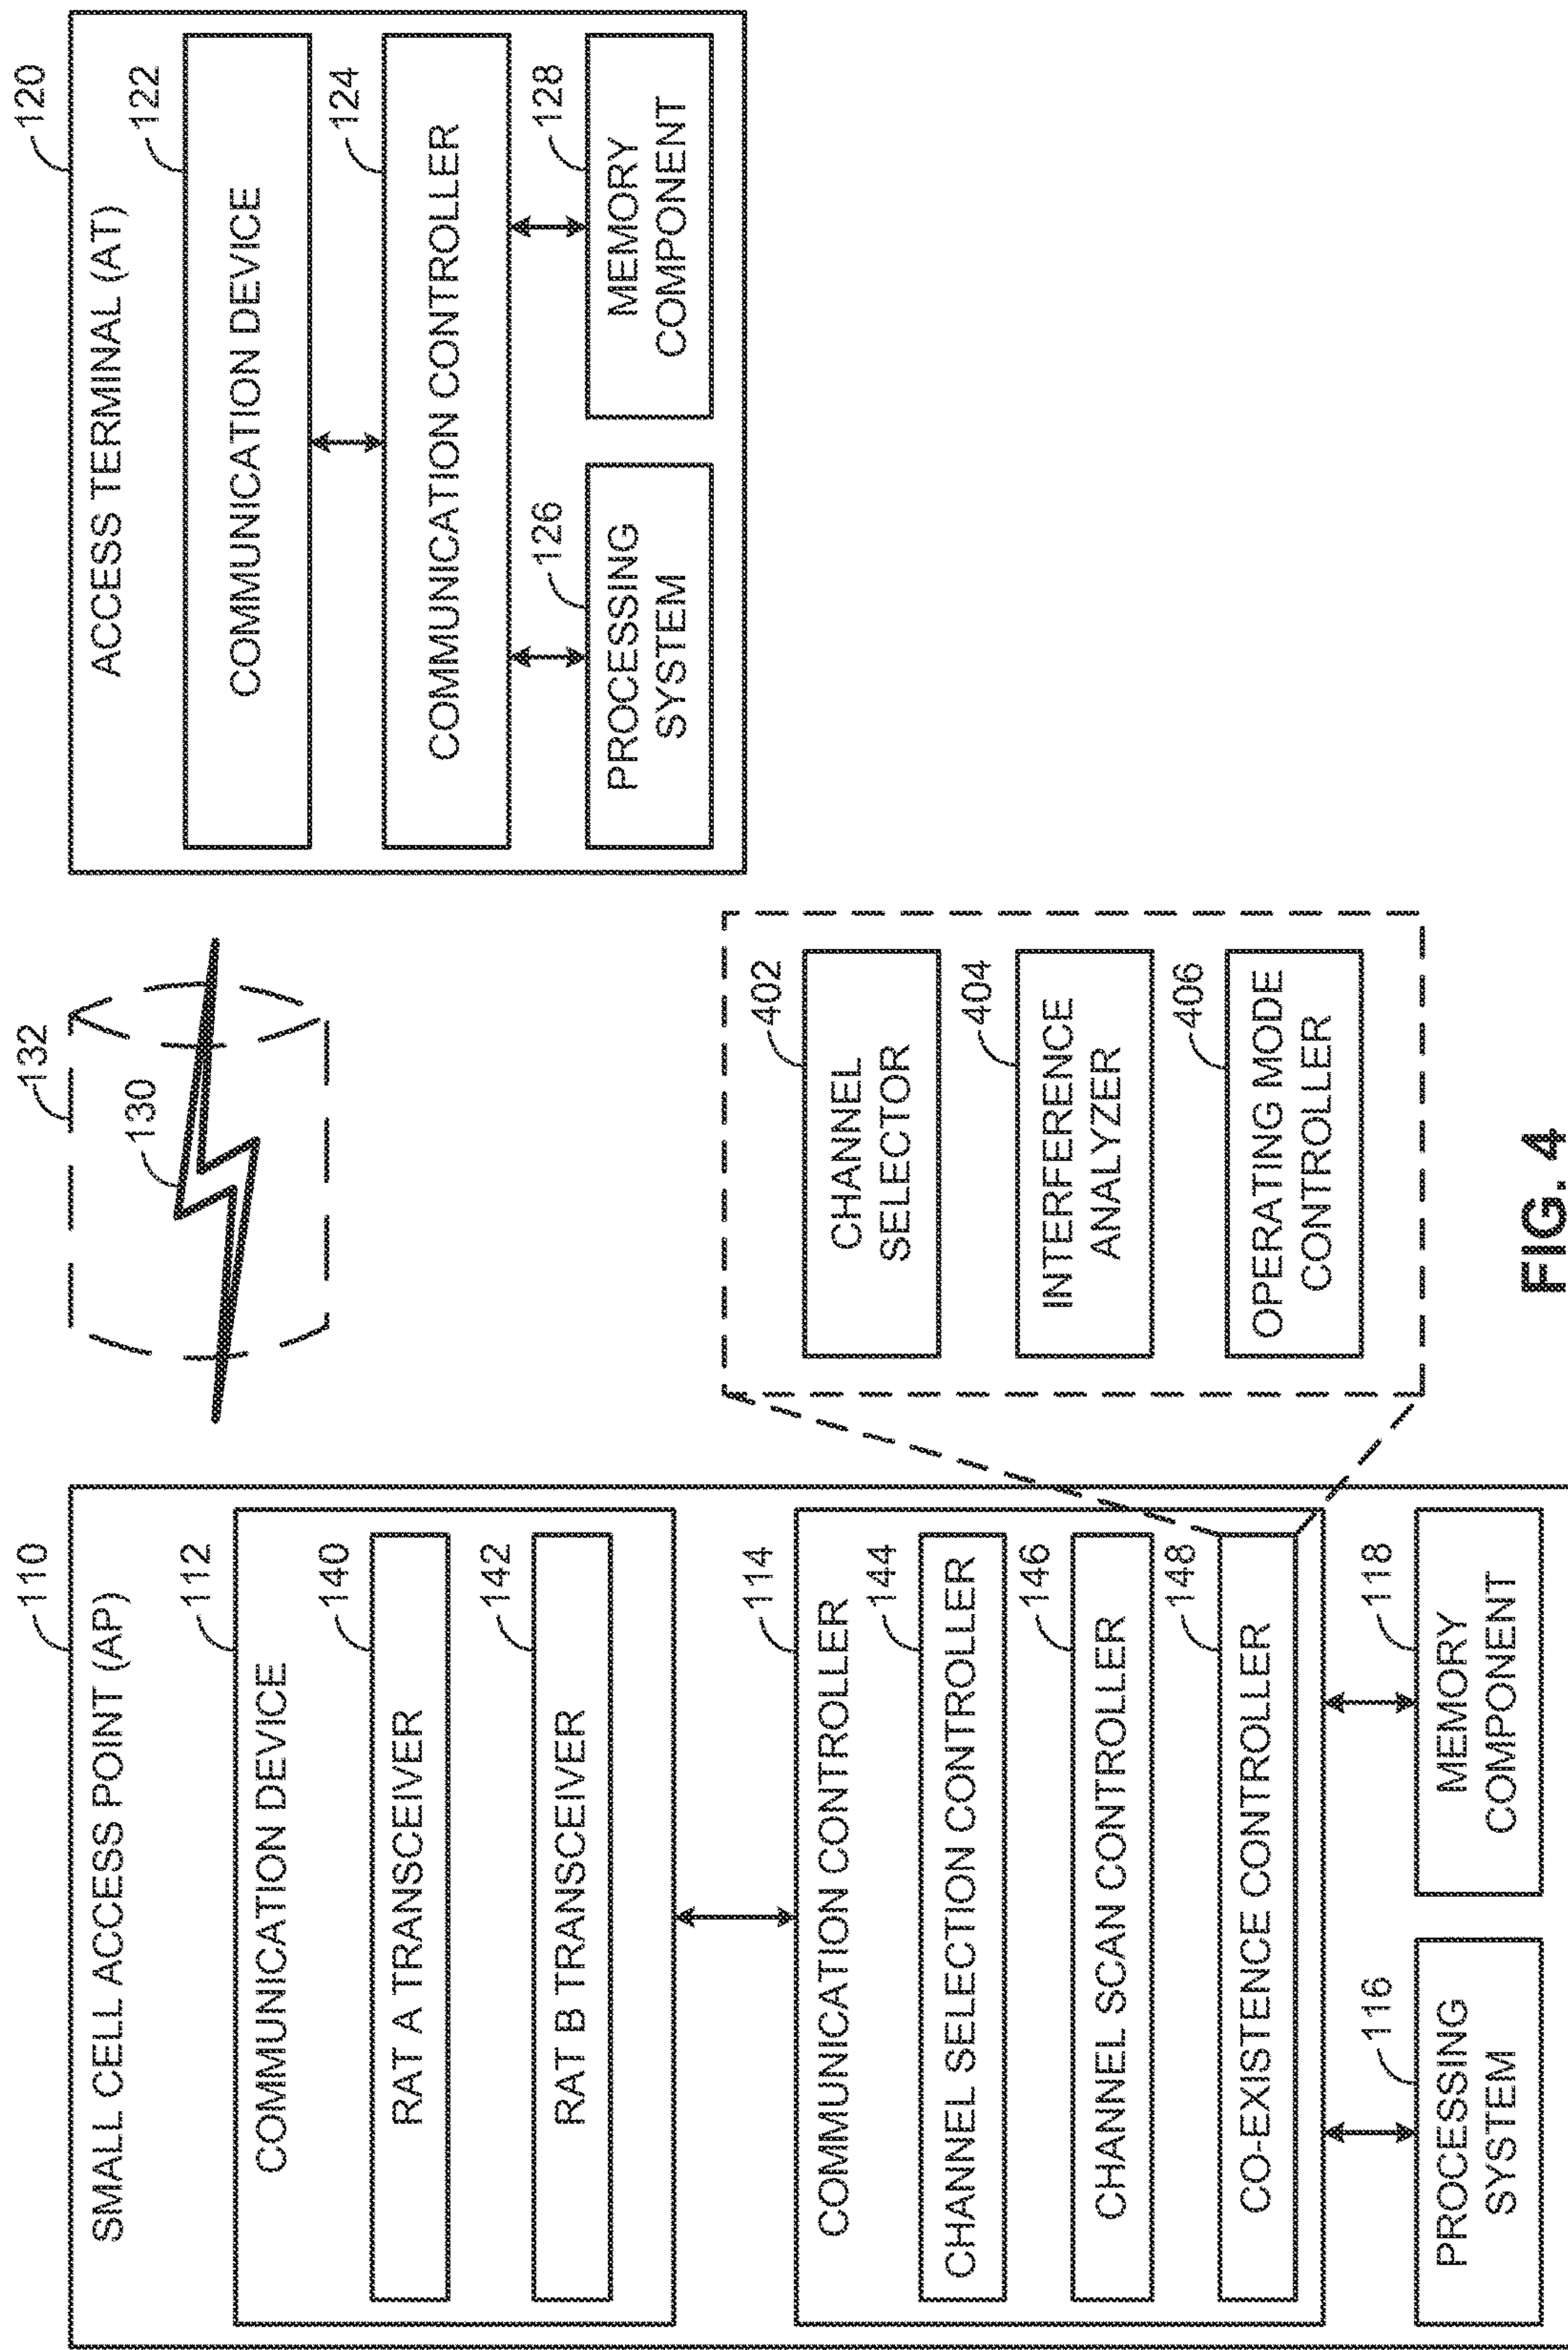 110
SMALL CELL ACCESS POINT (AP)
112
COMMUNICATION DEVICE
140
RAT A TRANSCEIVER
142
RAT B TRANSCEIVER
114
COMMUNICATION CONTROLLER
144
CHANNEL SELECTION CONTROLLER
146
CHANNEL SCAN CONTROLLER
148
CO-EXISTENCE CONTROLLER
116
PROCESSING
SYSTEM
118
MEMORY
COMPONENT
132
130
402
CHANNEL
SELECTOR
404
INTERFERENCE
ANALYZER
406
OPERATING MODE
CONTROLLER
120
ACCESS TERMINAL (AT)
122
COMMUNICATION DEVICE
124
COMMUNICATION CONTROLLER
126
PROCESSING
SYSTEM
128
MEMORY
COMPONENT
FIG. 4